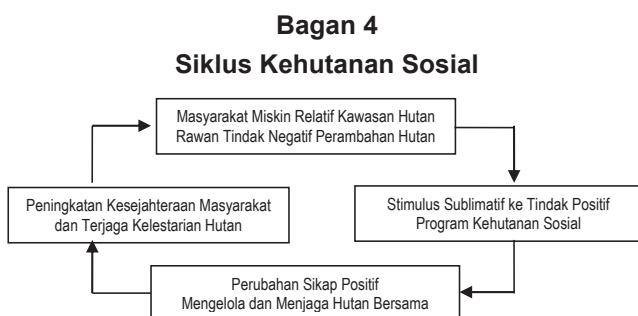 Bagan 4
Siklus Kehutanan Sosial
Masyarakat Miskin Relatif Kawasan Hutan
Rawan Tindak Negatif Perambahan Hutan
Stimulus Sublimatif ke Tindak Positif
Program Kehutanan Sosial
Perubahan Sikap Positif
Mengelola dan Menjaga Hutan Bersama
Peningkatan Kesejahteraan Masyarakat
dan Terjaga Kelestarian Hutan